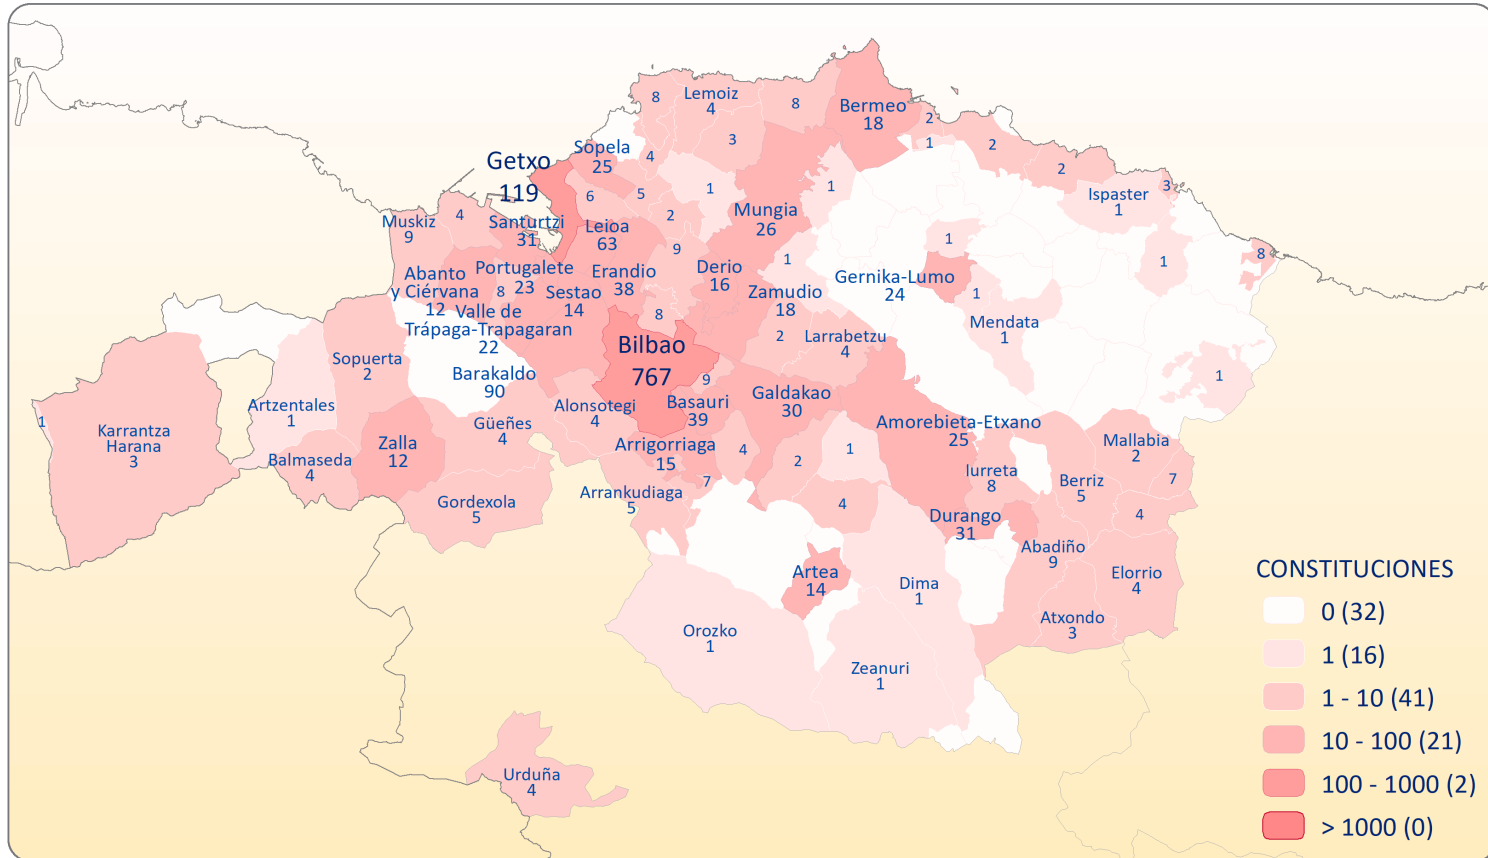 8
Lemoiz
4
8
Bermeo
18
2
1
2
3
Sopela
25
4
Getxo
119
2
Ispaster
1
3
6
5
1
1
4
Muskiz
9
Santurtzi
31
Leioa
63
2
Mungia
26
9
1
1
1
8
Abanto
y Ciérvana
12
Portugalete
23
8
Erandio
38
Derio
16
Sestao
14
Zamudio
18
Gernika-Lumo
24
1
Valle de
Trápaga-Trapagaran
22
8
Mendata
1
2
Larrabetzu
4
Bilbao
767
Sopuerta
2
Barakaldo
90
9
1
Artzentales
1
Alonsotegi
4
Basauri
39
Galdakao
30
1
Karrantza
Harana
3
Güeñes
4
Amorebieta-Etxano
25
Zalla
12
Arrigorriaga
15
4
1
Mallabia
2
Balmaseda
4
2
Iurreta
8
7
Berriz
5
7
Gordexola
5
Arrankudiaga
5
4
4
Durango
31
Abadiño
9
Artea
14
Dima
1
Elorrio
4
Atxondo
3
Orozko
1
Zeanuri
1
Urduña
4
CONSTITUCIONES
0 (32)
1 (16)
1 - 10 (41)
10 - 100 (21)
100 - 1000 (2)
> 1000 (0)